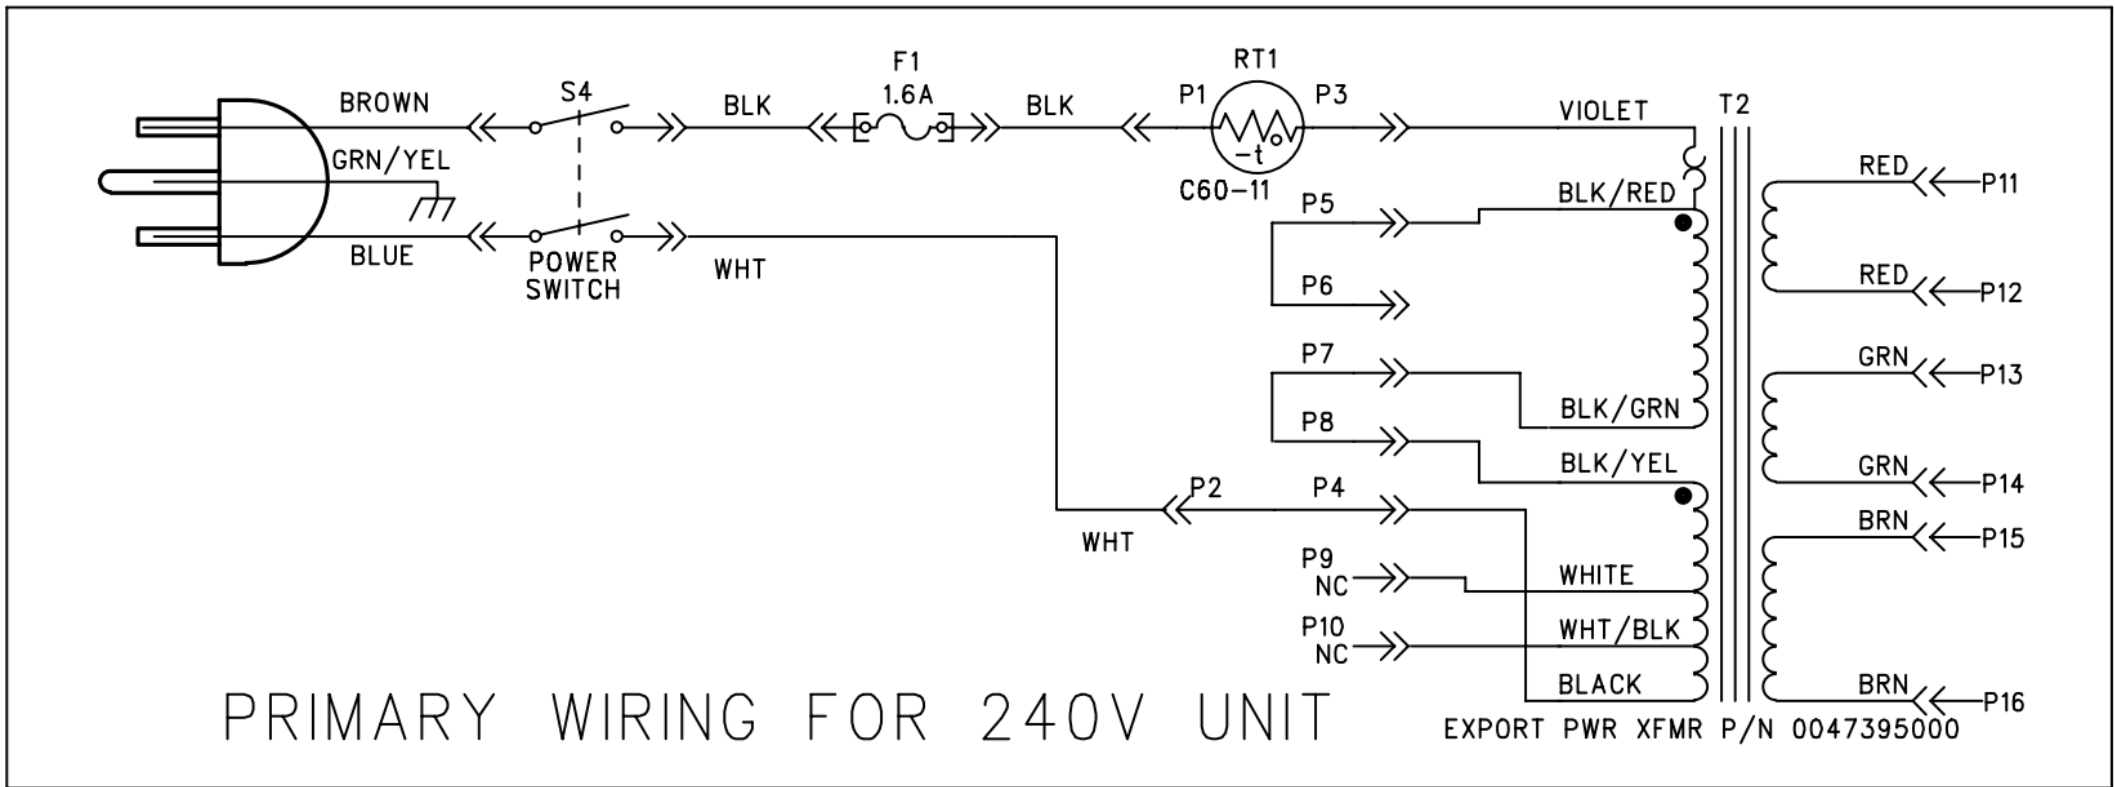 BROWN
S4
BLK
F1
1.6A
BLK
P1
RT1
-t
C60-11
P3
VIOLET
T2
GRN/YEL
BLUE
POWER
SWITCH
WHT
P5
BLK/RED
P6
P7
BLK/GRN
P8
BLK/YEL
P2
P4
WHT
P9
NC
WHITE
P10
NC
WHT/BLK
BLACK
RED
P11
RED
P12
GRN
P13
GRN
P14
BRN
P15
BRN
P16
PRIMARY WIRING FOR 240V UNIT
EXPORT PWR XFMR P/N 0047395000